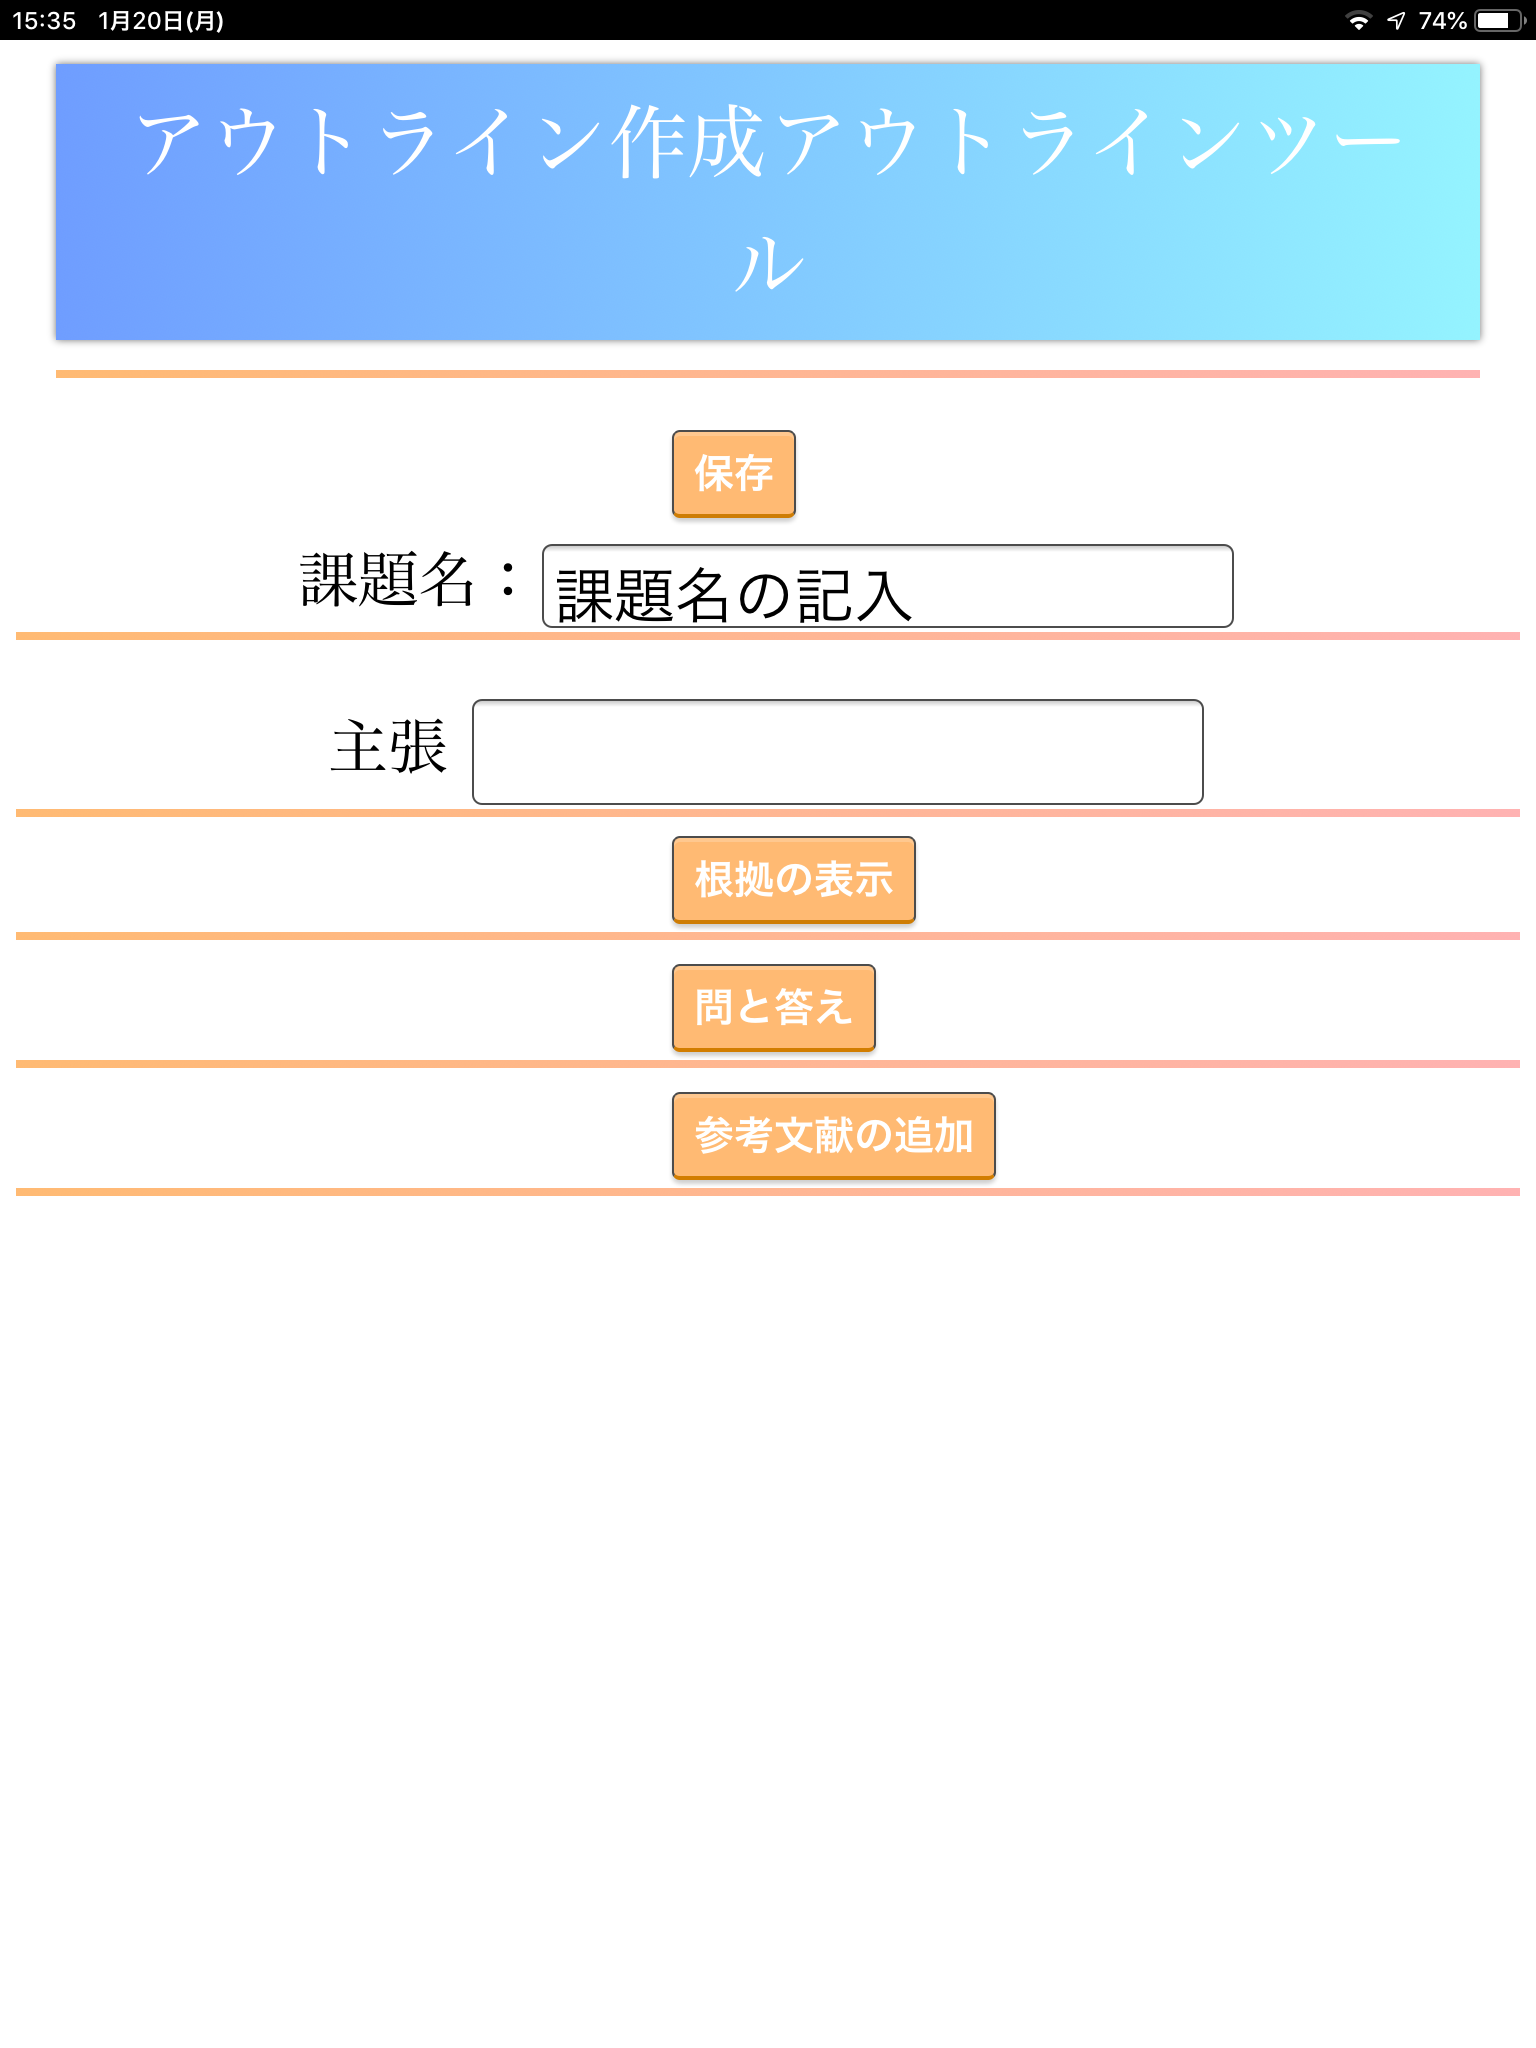 15:35 1月20日(月) 74%
アウトライン作成アウトラインツー
ル
保存
課題名：課題名の記入
主張
根拠の表示
問と答え
参考文献の追加